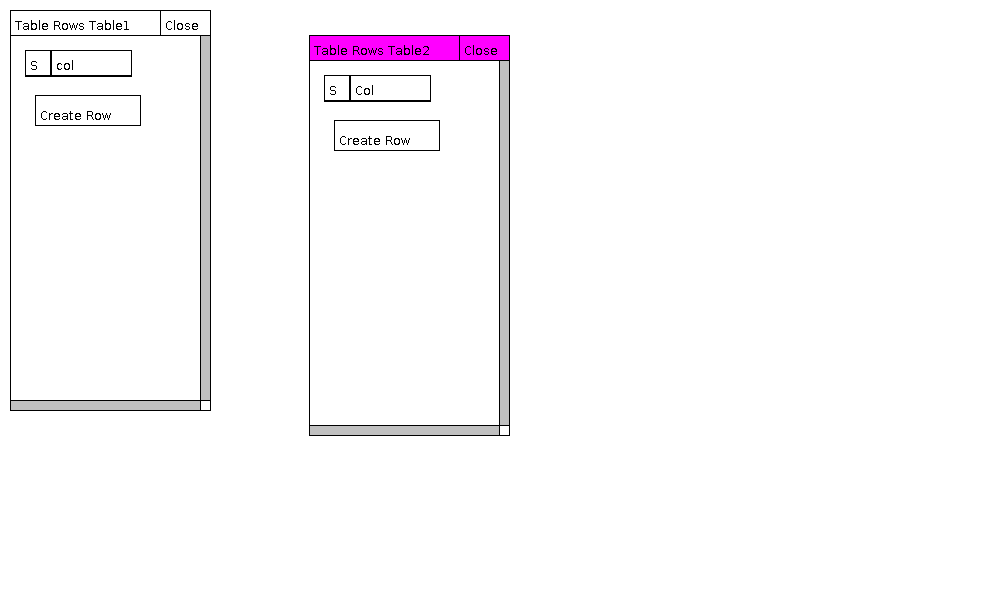 Table Rows Table1 Close
S col
Create Row
Table Rows Table2 Close
S Col
Create Row